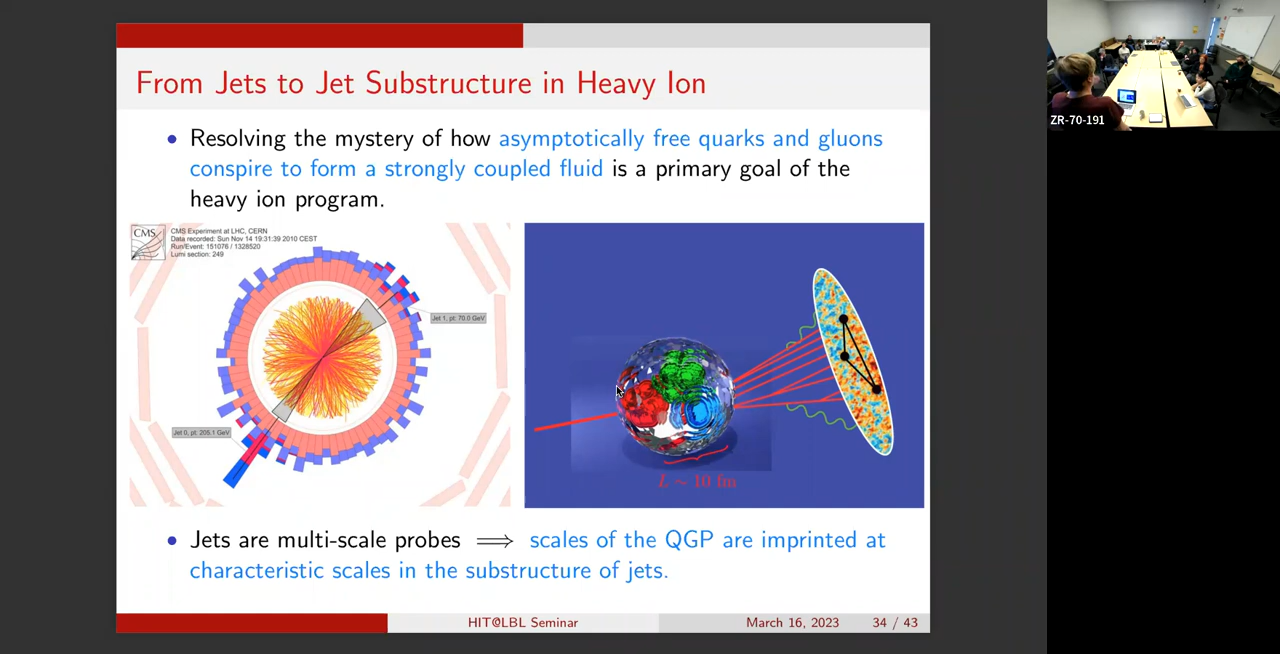 From Jets to Jet Substructure in Heavy Ion
ZR-70-191
• Resolving the mystery of how asymptotically free quarks and gluons
conspire to form a strongly coupled fluid is a primary goal of the
heavy ion program.
CMS
CMS Experiment at LHC, CERN
Data recorded: Sun Nov 14 19:31:39 2010 CEST
Run/Event: 151076 / 1328520
Lumi section: 249
Jet 1, pt: 70.0 GeV
Jet 0, pt: 205.1 GeV
L ∼ 10 fm
• Jets are multi-scale probes ⟹ scales of the QGP are imprinted at
characteristic scales in the substructure of jets.
HIT@LBL Seminar March 16, 2023 34 / 43